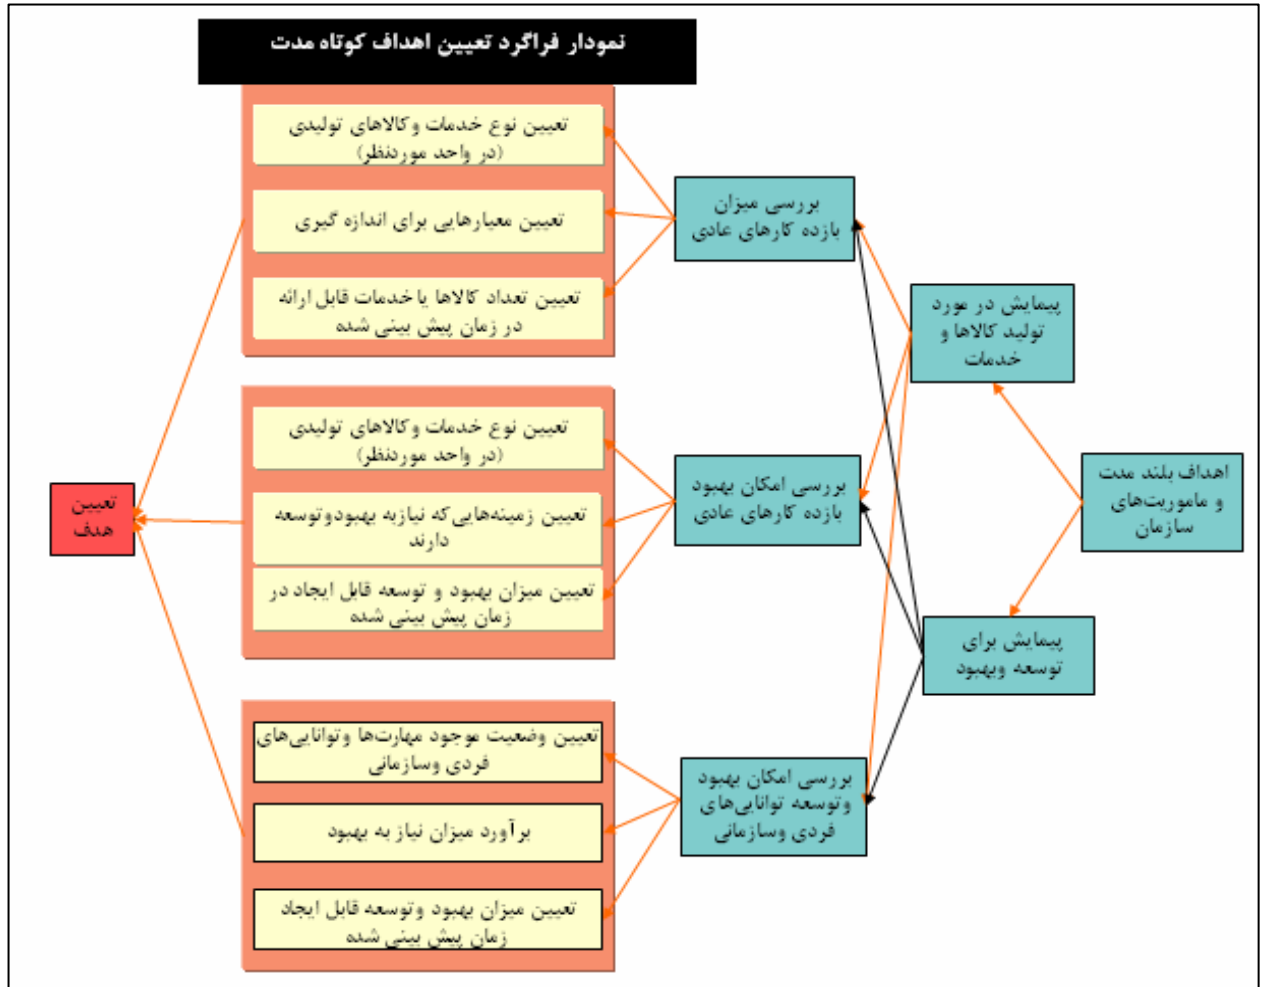 نمودار فراگرد تعیین اهداف کوتاه مدت
اهداف بلند مدت
و ماموریت‌های
سازمان
پیمایش در مورد
تولید کالاها و
خدمات
پیمایش برای
توسعه وبهبود
بررسی میزان
بازده کارهای عادی
بررسی امکان بهبود
بازده کارهای عادی
بررسی امکان بهبود
وتوسعه توانایی‌های
فردی وسازمانی
تعیین نوع خدمات وکالاهای تولیدی
(در واحد موردنظر)
تعیین معیارهایی برای اندازه گیری
تعیین تعداد کالاها یا خدمات قابل ارائه
در زمان پیش بینی شده
تعیین نوع خدمات وکالاهای تولیدی
(در واحد موردنظر)
تعیین زمینه‌هایی‌که نیازبه بهبودوتوسعه
دارند
تعیین میزان بهبود و توسعه قابل ایجاد در
زمان پیش بینی شده
تعیین وضعیت موجود مهارت‌ها وتوانایی‌های
فردی وسازمانی
برآورد میزان نیاز به بهبود
تعیین میزان بهبود وتوسعه قابل ایجاد
زمان پیش بینی شده
تعیین
هدف